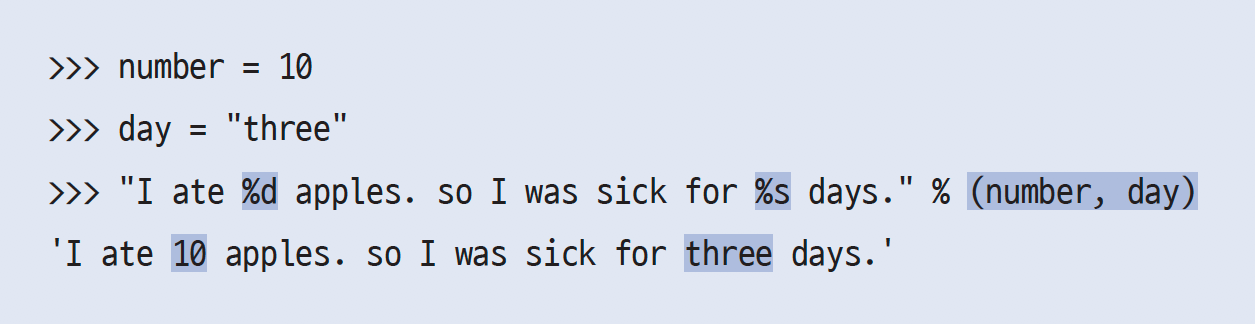 >>> number = 10
>>> day = "three"
>>> "I ate %d apples. so I was sick for %s days." % (number, day)
'I ate 10 apples. so I was sick for three days.'